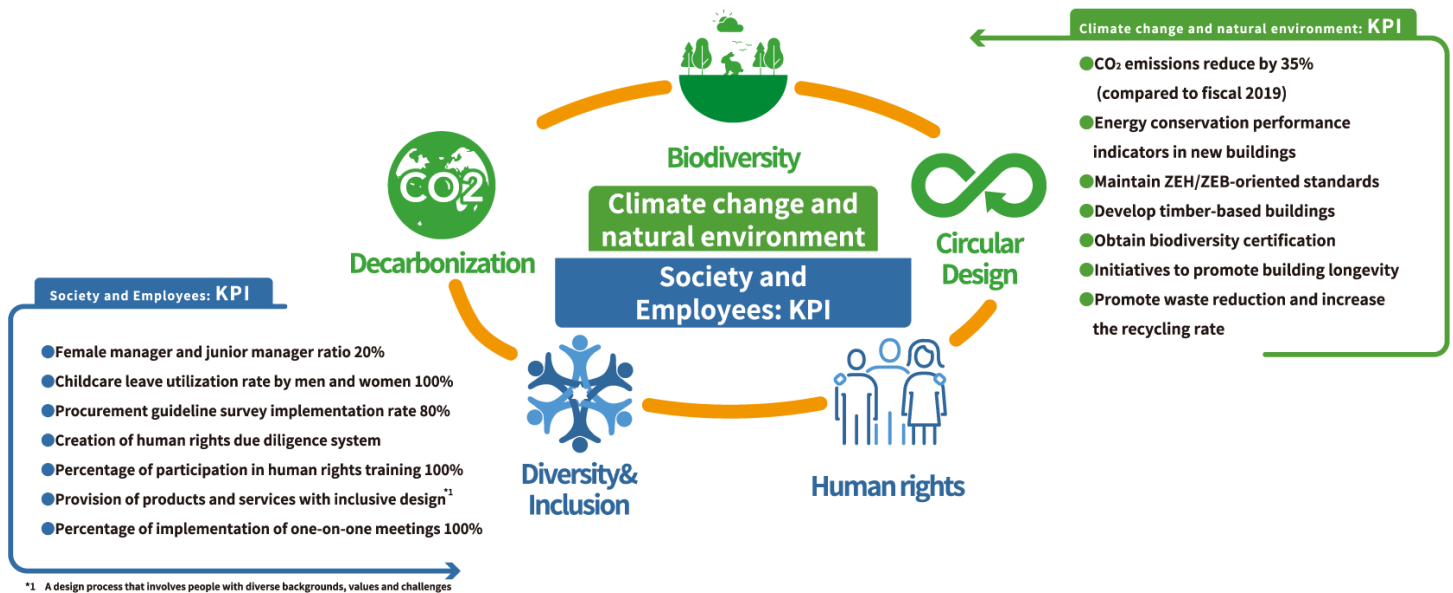 Climate change and natural environment: KPI
●CO₂ emissions reduce by 35%
(compared to fiscal 2019)
●Energy conservation performance
indicators in new buildings
●Maintain ZEH/ZEB-oriented standards
●Develop timber-based buildings
●Obtain biodiversity certification
●Initiatives to promote building longevity
●Promote waste reduction and increase
the recycling rate
Biodiversity
CO2
Decarbonization
Circular
Design
Climate change and
natural environment
Society and
Employees: KPI
Diversity&
Inclusion
Human rights
Society and Employees: KPI
●Female manager and junior manager ratio 20%
●Childcare leave utilization rate by men and women 100%
●Procurement guideline survey implementation rate 80%
●Creation of human rights due diligence system
●Percentage of participation in human rights training 100%
●Provision of products and services with inclusive design*1
●Percentage of implementation of one-on-one meetings 100%
*1 A design process that involves people with diverse backgrounds, values and challenges